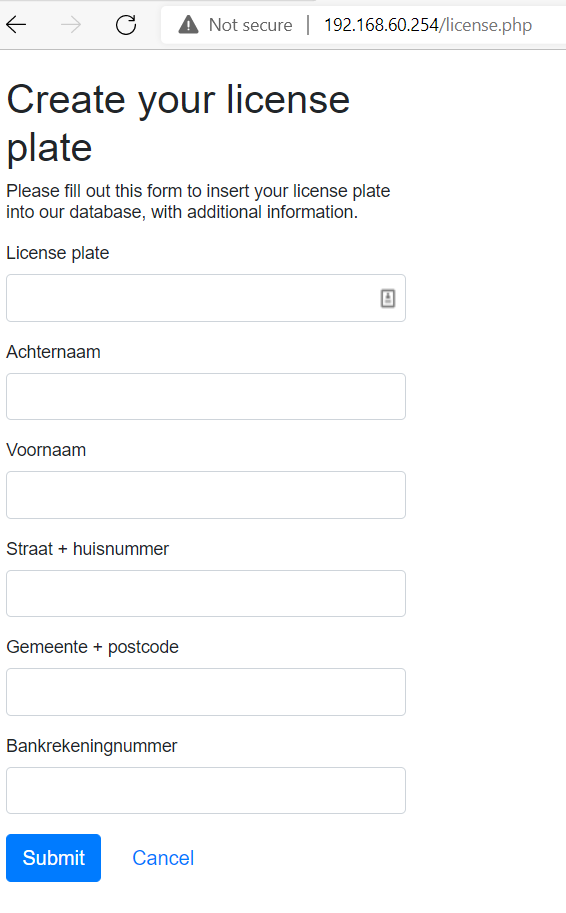 Not secure | 192.168.60.254/license.php
Create your license
plate
Please fill out this form to insert your license plate
into our database, with additional information.
License plate
Achternaam
Voornaam
Straat + huisnummer
Gemeente + postcode
Bankrekeningnummer
Submit Cancel